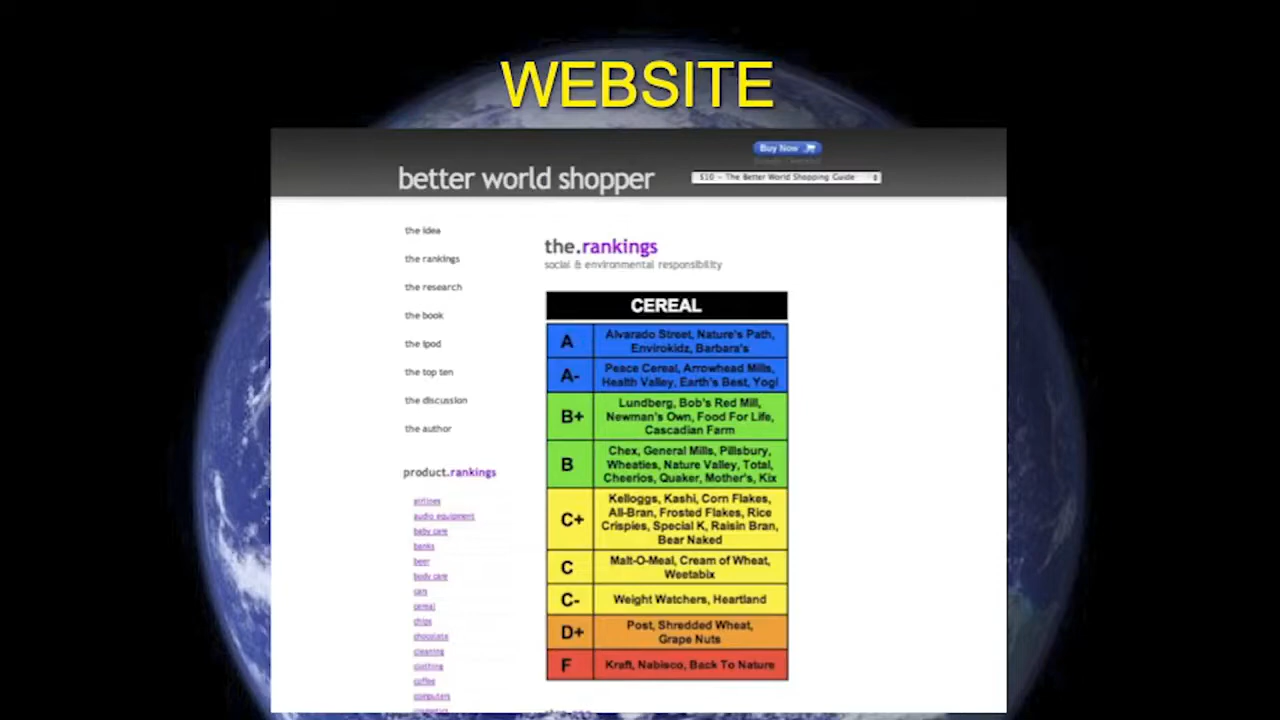 WEBSITE
Buy Now
better world shopper
$10 - The Better World Shopping Guide
the idea
the rankings
the research
the book
the ipod
the top ten
the discussion
the author
product.rankings
airlines
audio equipment
baby care
banks
beer
body care
cars
cereal
chips
chocolate
cleaning
clothing
coffee
computers
cosmetics
the.rankings
social & environmental responsibility
CEREAL
A
Alvarado Street, Nature's Path,
Envirokidz, Barbara's
A-
Peace Cereal, Arrowhead Mills,
Health Valley, Earth's Best, Yogi
B+
Lundberg, Bob's Red Mill,
Newman's Own, Food For Life,
Cascadian Farm
B
Chex, General Mills, Pillsbury,
Wheaties, Nature Valley, Total,
Cheerios, Quaker, Mother's, Kix
C+
Kelloggs, Kashi, Corn Flakes,
All-Bran, Frosted Flakes, Rice
Crispies, Special K, Raisin Bran,
Bear Naked
C
Malt-O-Meal, Cream of Wheat,
Weetabix
C-
Weight Watchers, Heartland
D+
Post, Shredded Wheat,
Grape Nuts
F
Kraft, Nabisco, Back To Nature